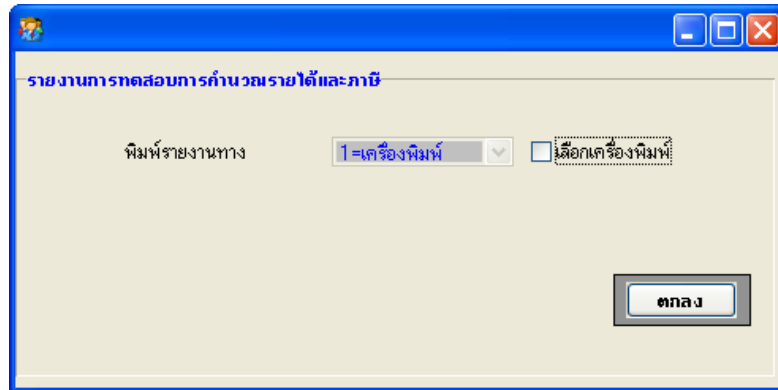 รายงานการทดสอบการคำนวณรายได้และภาษี
พิมพ์รายงานทาง 1=เครื่องพิมพ์ เลือกเครื่องพิมพ์
ตกลง